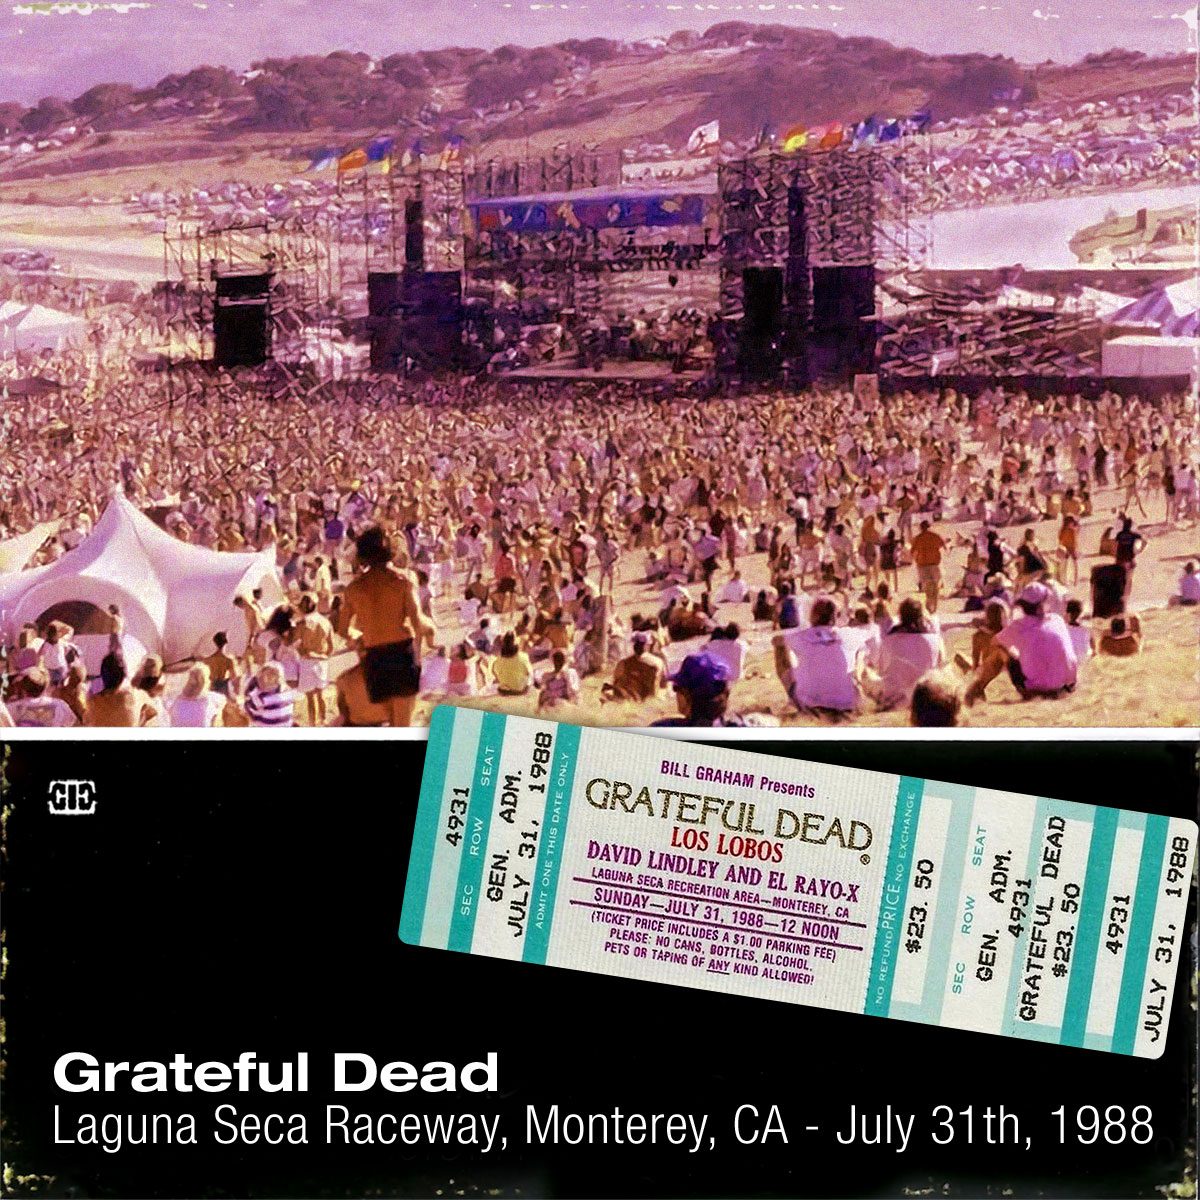 4931
SEC ROW SEAT
GEN. ADM.
JULY 31, 1988
ADMIT ONE THIS DATE ONLY
BILL GRAHAM Presents
GRATEFUL DEAD®
LOS LOBOS
DAVID LINDLEY AND EL RAYO-X
LAGUNA SECA RECREATION AREA—MONTEREY, CA
SUNDAY—JULY 31, 1988—12 NOON
(TICKET PRICE INCLUDES A $1.00 PARKING FEE)
PLEASE: NO CANS, BOTTLES, ALCOHOL,
PETS OR TAPING OF ANY KIND ALLOWED!
NO REFUND PRICE NO EXCHANGE
$23.50
SEC ROW SEAT
GEN. ADM.
4931
GRATEFUL DEAD
$23.50
4931
JULY 31, 1988
Grateful Dead
Laguna Seca Raceway, Monterey, CA - July 31th, 1988